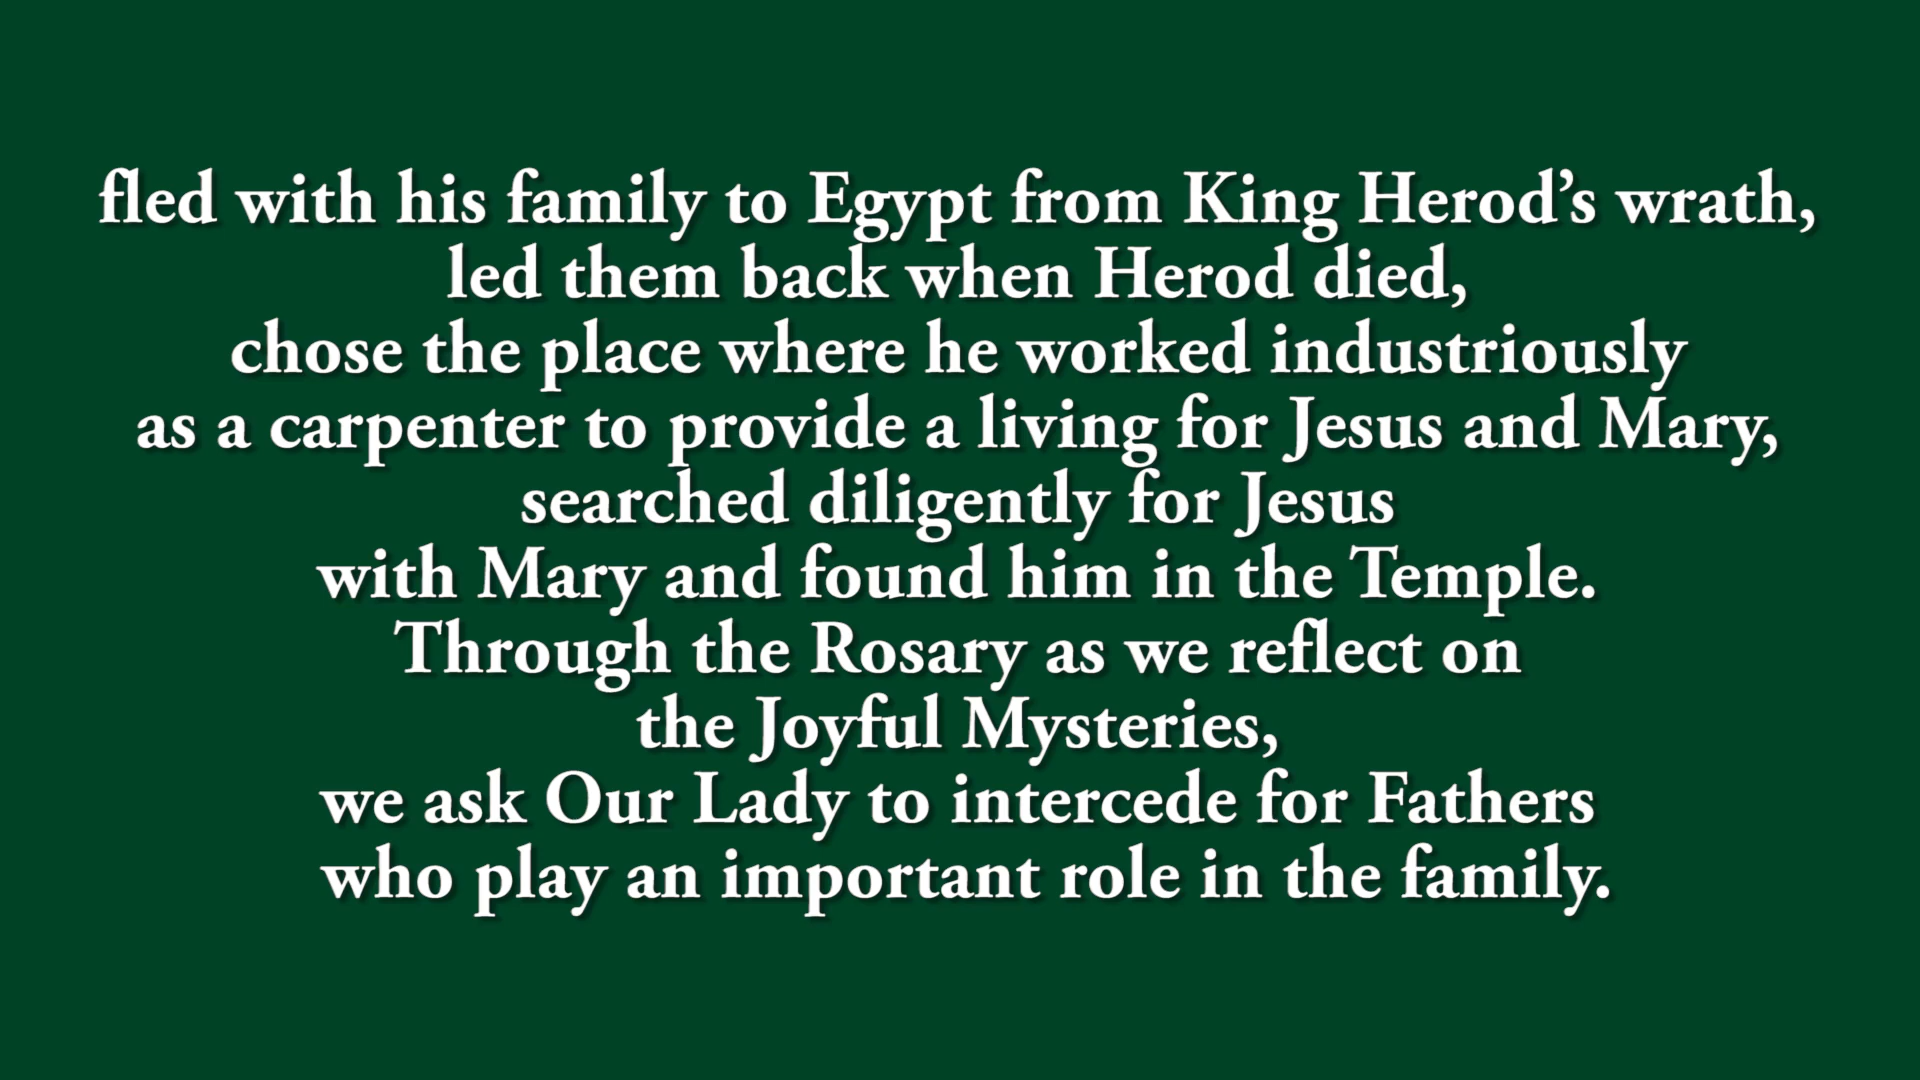 fled with his family to Egypt from King Herod’s wrath,
led them back when Herod died,
chose the place where he worked industriously
as a carpenter to provide a living for Jesus and Mary,
searched diligently for Jesus
with Mary and found him in the Temple.
Through the Rosary as we reflect on
the Joyful Mysteries,
we ask Our Lady to intercede for Fathers
who play an important role in the family.